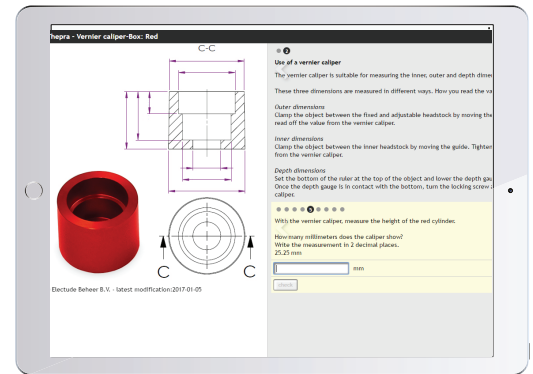 Thepra - Vernier caliper-Box: Red
C-C
C
C
Electude Beheer B.V. - latest modification:2017-01-05
2
Use of a vernier caliper
The vernier caliper is suitable for measuring the inner, outer and depth
These three dimensions are measured in different ways. How you read the
Outer dimensions
Clamp the object between the fixed and adjustable headstock by moving the
read off the value from the vernier caliper.
Inner dimensions
Clamp the object between the inner headstock by moving the guide. Tighten
from the vernier caliper.
Depth dimensions
Set the bottom of the ruler at the top of the object and lower the depth
Once the depth gauge is in contact with the bottom, turn the locking screw
caliper.
5
With the vernier caliper, measure the height of the red cylinder.
How many millimeters does the caliper show?
Write the measurement in 2 decimal places.
25.25 mm
mm
check